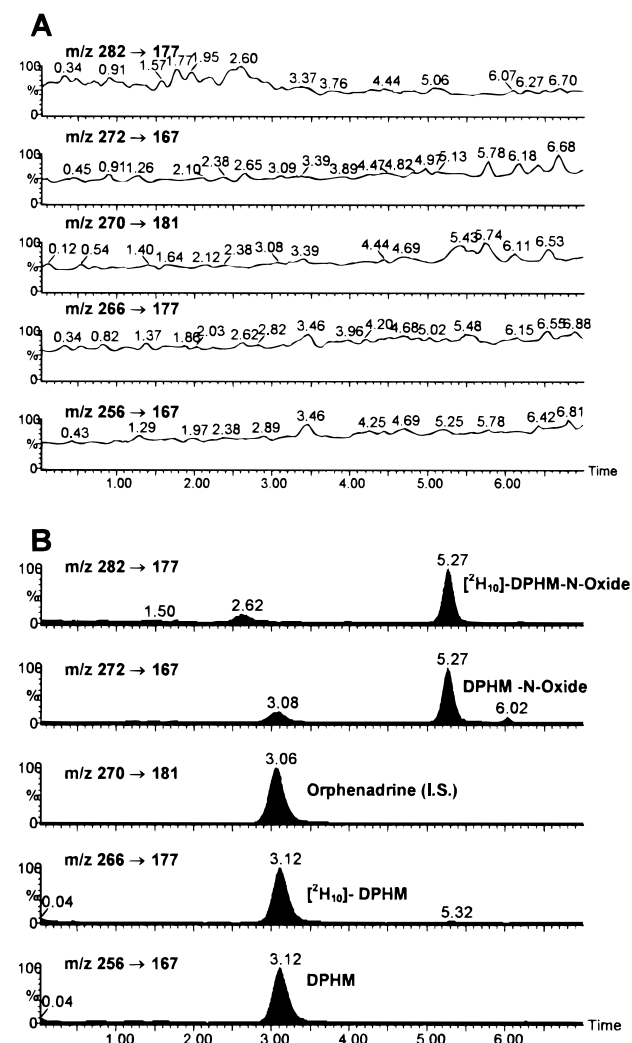 A
m/z 282 → 177
100 % 0
0.34 0.91 1.57 1.77 1.95 2.60 3.37 3.76 4.44 5.06 6.07 6.27 6.70
m/z 272 → 167
100 % 0
0.45 0.91 1.26 2.10 2.38 2.65 3.09 3.39 3.89 4.47 4.82 4.97 5.13 5.78 6.18 6.68
m/z 270 → 181
100 % 0
0.12 0.54 1.40 1.64 2.12 2.38 3.08 3.39 4.44 4.69 5.43 5.74 6.11 6.53
m/z 266 → 177
100 % 0
0.34 0.82 1.37 2.03 2.62 2.82 3.46 3.96 4.20 4.68 5.02 5.48 6.15 6.55 6.88
m/z 256 → 167
100 % 0
0.43 1.29 1.97 2.38 2.89 3.46 4.25 4.69 5.25 5.78 6.42 6.81
1.00 2.00 3.00 4.00 5.00 6.00 Time
B
m/z 282 → 177
100 % 0
1.50 2.62 5.27
[²H₁₀]-DPHM-N-Oxide
m/z 272 → 167
100 % 0
3.08 5.27 6.02
DPHM -N-Oxide
m/z 270 → 181
100 % 0
3.06
Orphenadrine (I.S.)
m/z 266 → 177
100 % 0
0.04 3.12 5.32
[²H₁₀]- DPHM
m/z 256 → 167
100 % 0
0.04 3.12
DPHM
1.00 2.00 3.00 4.00 5.00 6.00 Time